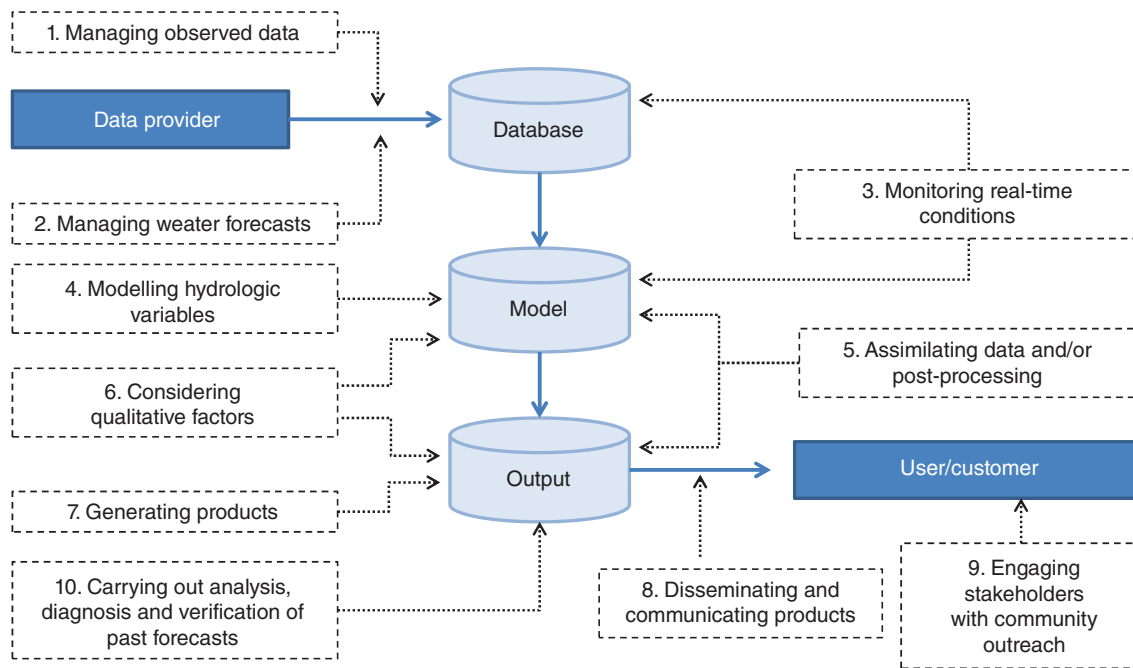 1. Managing observed data
Data provider
Database
2. Managing weater forecasts
3. Monitoring real-time
conditions
4. Modelling hydrologic
variables
Model
5. Assimilating data and/or
post-processing
6. Considering
qualitative factors
Output
User/customer
7. Generating products
10. Carrying out analysis,
diagnosis and verification of
past forecasts
8. Disseminating and
communicating products
9. Engaging
stakeholders
with community
outreach